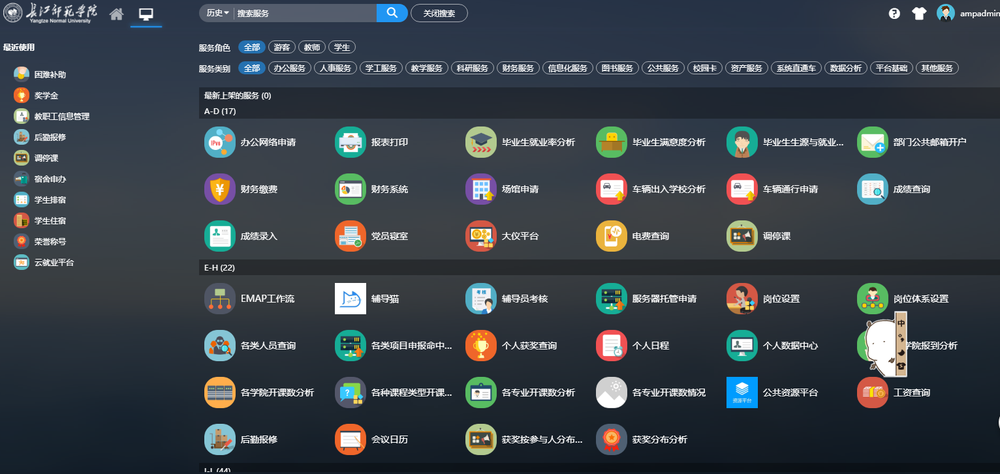 长江师范学院
Yangtze Normal University
历史 搜索服务 关闭搜索 ? ampadmin
最近使用
困难补助
奖学金
教职工信息管理
后勤报修
调停课
宿舍申办
学生排宿
学生住宿
荣誉称号
云就业平台
服务角色 全部 游客 教师 学生
服务类别 全部 办公服务 人事服务 学工服务 教学服务 科研服务 财务服务 信息化服务 图书服务 公共服务 校园卡 资产服务 系统直通车 数据分析 平台基础 其他服务
最新上架的服务 (0)
A-D (17)
IPv6 办公网络申请 报表打印 毕业生就业率分析 毕业生满意度分析 毕业生生源与就业... 部门公共邮箱开户
¥ 财务缴费 财务系统 场馆申请 车辆出入学校分析 车辆通行申请 成绩查询
成绩录入 党员寝室 大仪平台 电费查询 调停课
E-H (22)
EMAP工作流 辅导猫 考核 辅导员考核 服务器托管申请 岗位设置 岗位体系设置
中
各类人员查询 各类项目申报命中... 个人获奖查询 个人日程 个人数据中心 学院报到分析
各学院开课数分析 ? 各种课程类型开课... 各专业开课数分析 各专业开课数情况 资源平台 公共资源平台 工资查询
后勤报修 会议日历 获奖按参与人分布... 获奖分布分析
I-L (44)